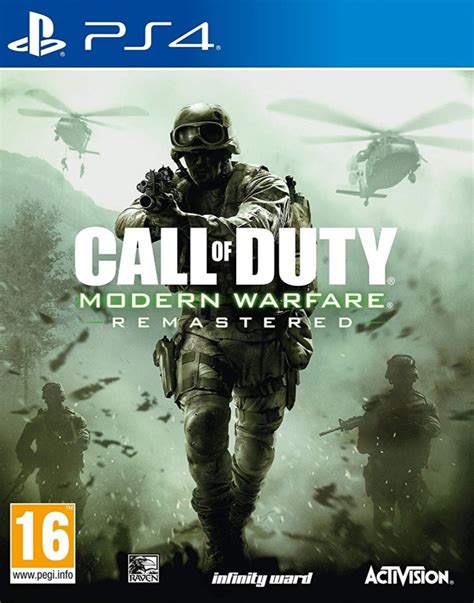 PS4
CALL OF DUTY®
MODERN WARFARE®
REMASTERED
16
www.pegi.info
RAVEN
infinity ward
ACTIVISION